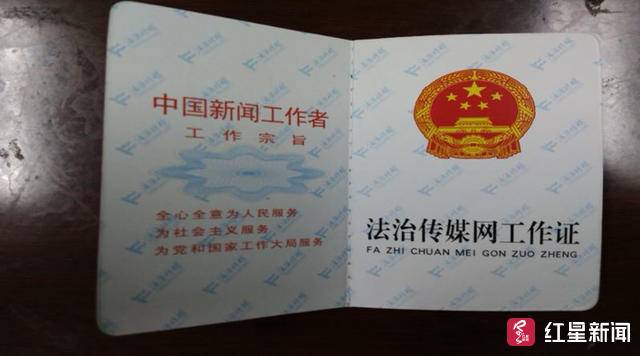 中国新闻工作者
工作宗旨
全心全意为人民服务
为社会主义服务
为党和国家工作大局服务
法治传媒网工作证
FA ZHI CHUAN MEI GON ZUO ZHENG
红星新闻